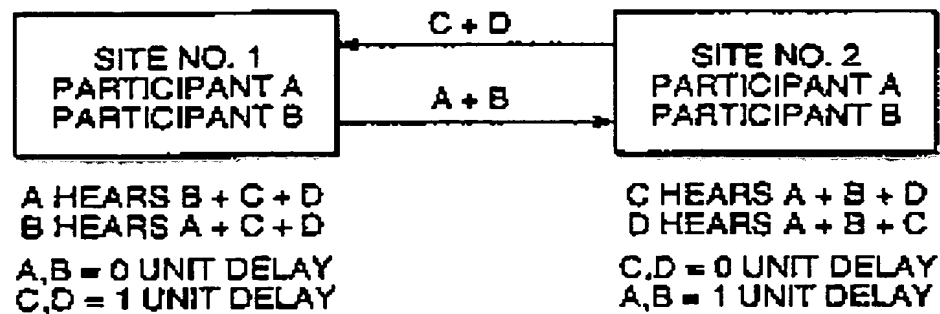 C + D
SITE NO. 1
PARTICIPANT A
PARTICIPANT B
A + B
SITE NO. 2
PARTICIPANT A
PARTICIPANT B
A HEARS B + C + D
B HEARS A + C + D
A,B = 0 UNIT DELAY
C,D = 1 UNIT DELAY
C HEARS A + B + D
D HEARS A + B + C
C,D = 0 UNIT DELAY
A,B = 1 UNIT DELAY